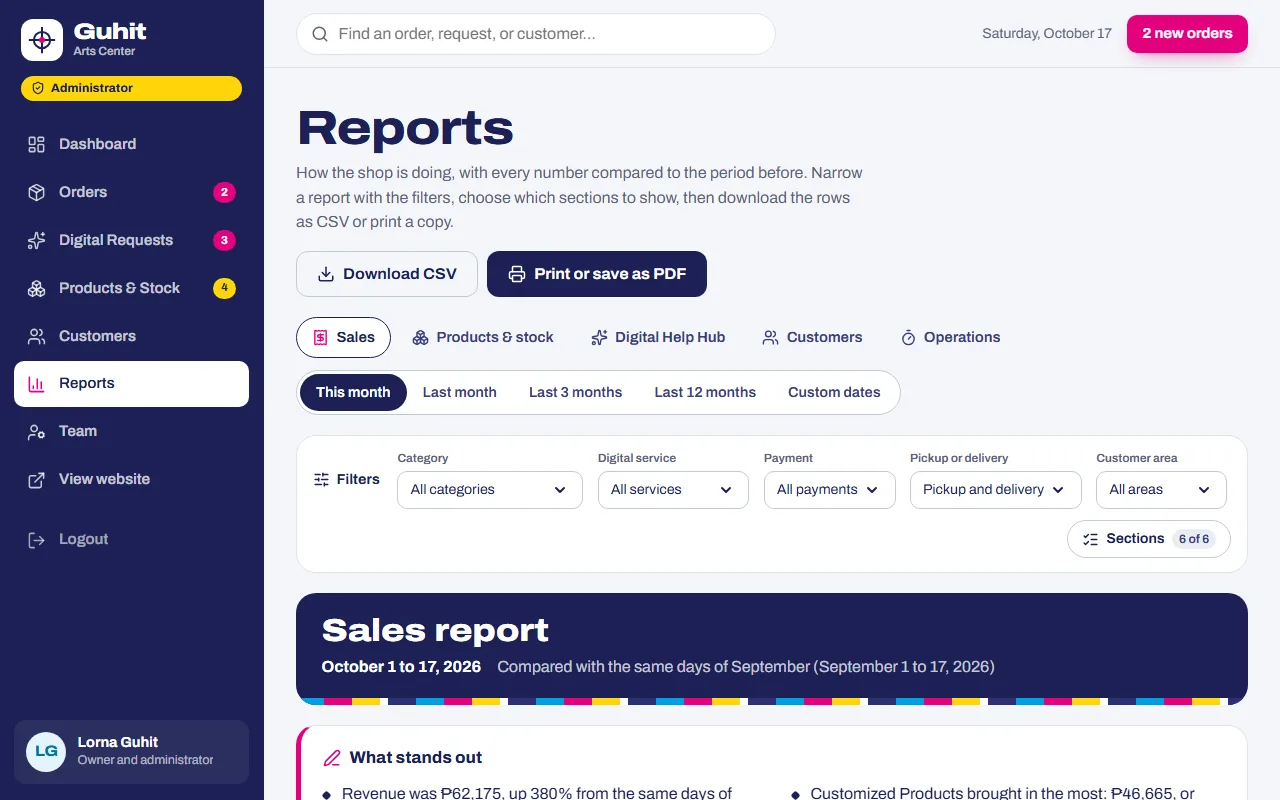 Guhit
Arts Center
Administrator
Dashboard
Orders 2
Digital Requests 3
Products & Stock 4
Customers
Reports
Team
View website
Logout
LG
Lorna Guhit
Owner and administrator
Find an order, request, or customer...
Saturday, October 17
2 new orders
Reports
How the shop is doing, with every number compared to the period before. Narrow
a report with the filters, choose which sections to show, then download the rows
as CSV or print a copy.
Download CSV
Print or save as PDF
Sales
Products & stock
Digital Help Hub
Customers
Operations
This month
Last month
Last 3 months
Last 12 months
Custom dates
Filters
Category
All categories
Digital service
All services
Payment
All payments
Pickup or delivery
Pickup and delivery
Customer area
All areas
Sections 6 of 6
Sales report
October 1 to 17, 2026 Compared with the same days of September (September 1 to 17, 2026)
What stands out
Revenue was ₱62,175, up 380% from the same days of
Customized Products brought in the most: ₱46,665, or